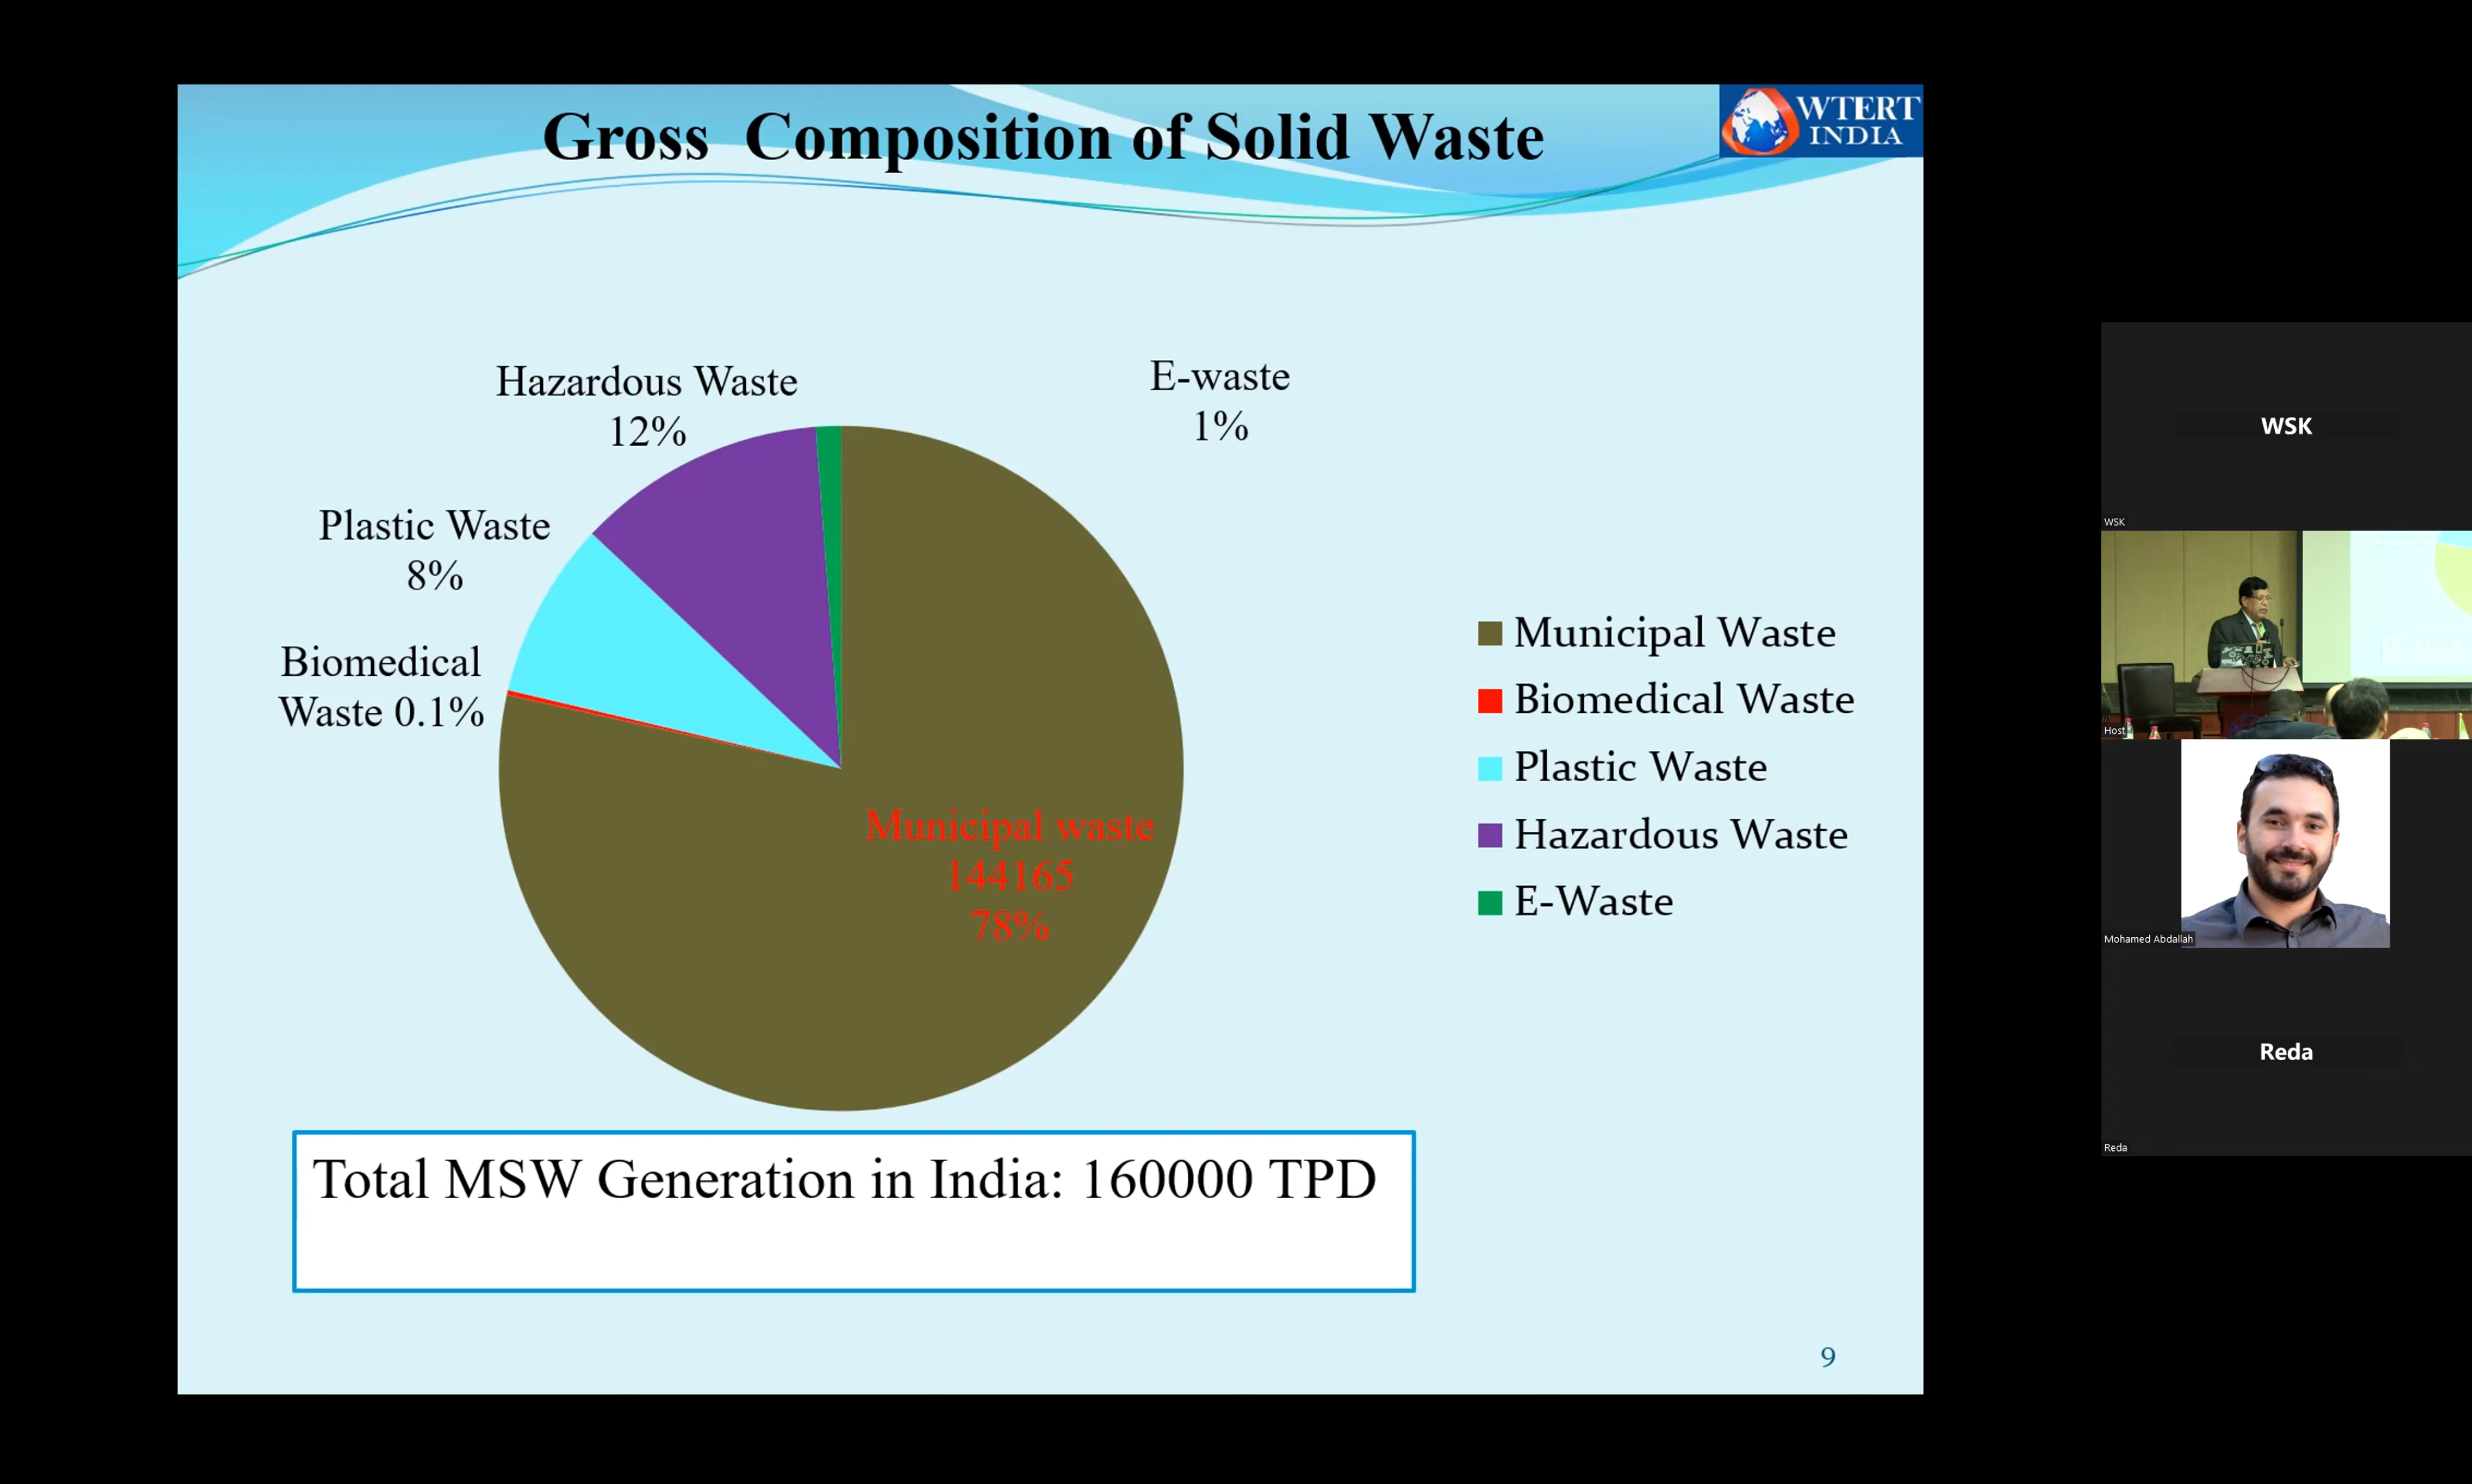 Gross Composition of Solid Waste
WTERT
INDIA
Hazardous Waste
12%
E-waste
1%
Plastic Waste
8%
Biomedical
Waste 0.1%
Municipal waste
144165
78%
Municipal Waste
Biomedical Waste
Plastic Waste
Hazardous Waste
E-Waste
Total MSW Generation in India: 160000 TPD
9
WSK
WSK
Host
Mohamed Abdallah
Reda
Reda